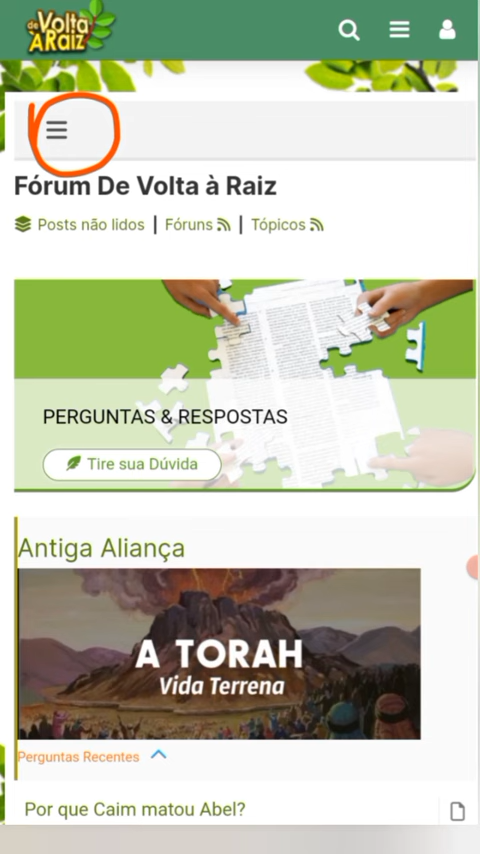 de Volta
À Raiz
Fórum De Volta à Raiz
Posts não lidos | Fóruns | Tópicos
PERGUNTAS & RESPOSTAS
Tire sua Dúvida
Antiga Aliança
A TORAH
Vida Terrena
Perguntas Recentes
Por que Caim matou Abel?